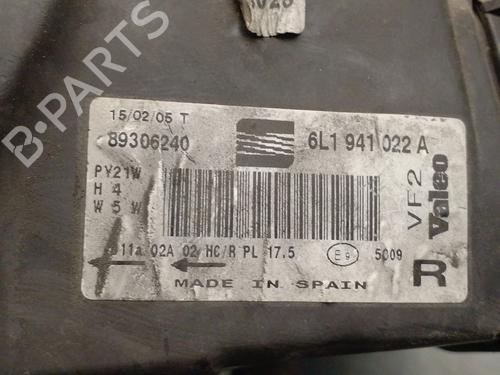 B-PARTS
15/02/05 T
89306240
6L1 941 022 A
PY21W
H 4
W 5 W
VF2
Valeo
11a 02A 02 HC/R PL 17.5
E9
5009
R
MADE IN SPAIN